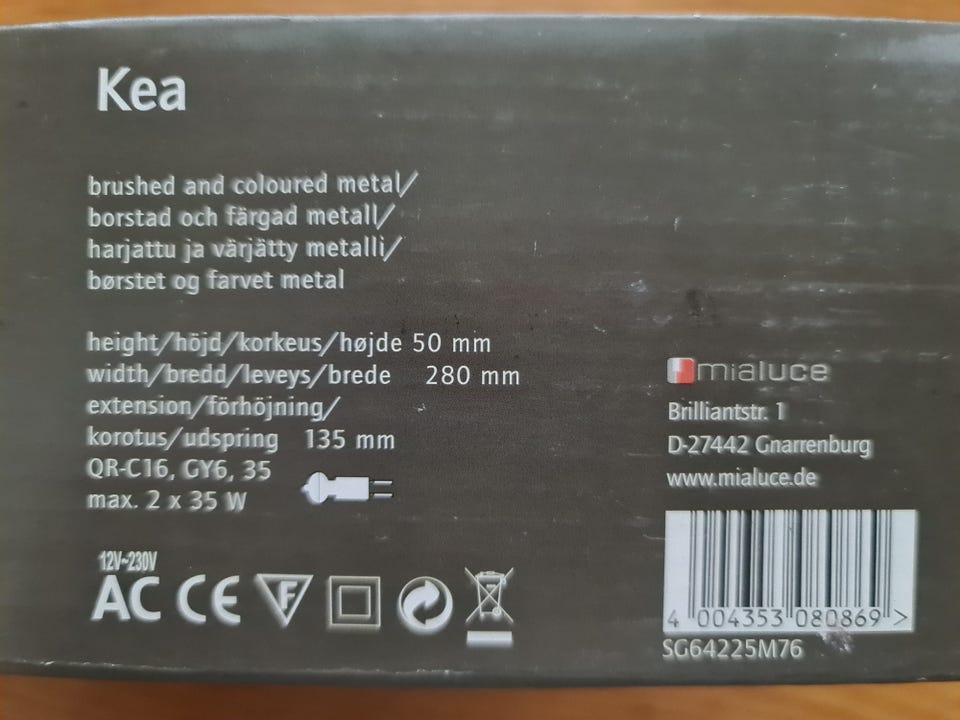 Kea
brushed and coloured metal/
borstad och färgad metall/
harjattu ja värjätty metalli/
børstet og farvet metal
height/höjd/korkeus/højde 50 mm
width/bredd/leveys/brede 280 mm
extension/förhöjning/
korotus/udspring 135 mm
QR-C16, GY6, 35
max. 2 x 35 W
12V~230V
AC CE F
mialuce
Brilliantstr. 1
D-27442 Gnarrenburg
www.mialuce.de
4 004353 080869 >
SG64225M76